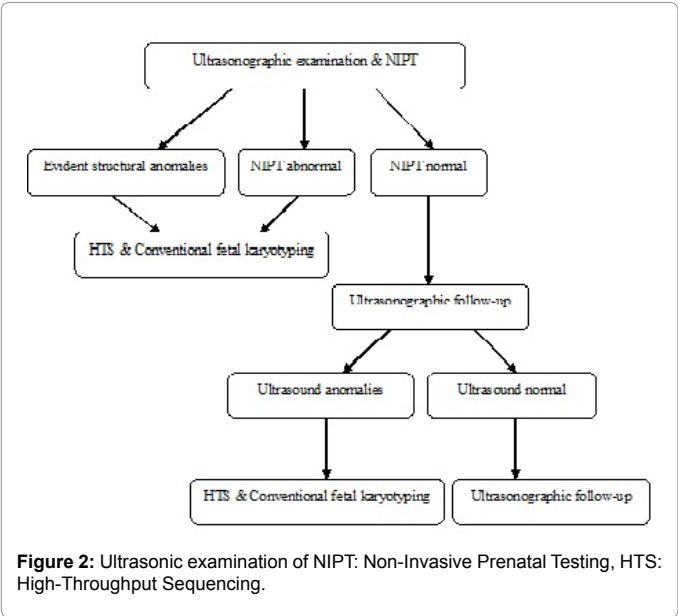 Ultrasonographic examination & NIPT
Evident structural anomalies
NIPT abnormal
NIPT normal
HTS & Conventional fetal karyotyping
Ultrasonographic follow-up
Ultrasound anomalies
Ultrasound normal
HTS & Conventional fetal karyotyping
Ultrasonographic follow-up
Figure 2: Ultrasonic examination of NIPT: Non-Invasive Prenatal Testing, HTS:
High-Throughput Sequencing.